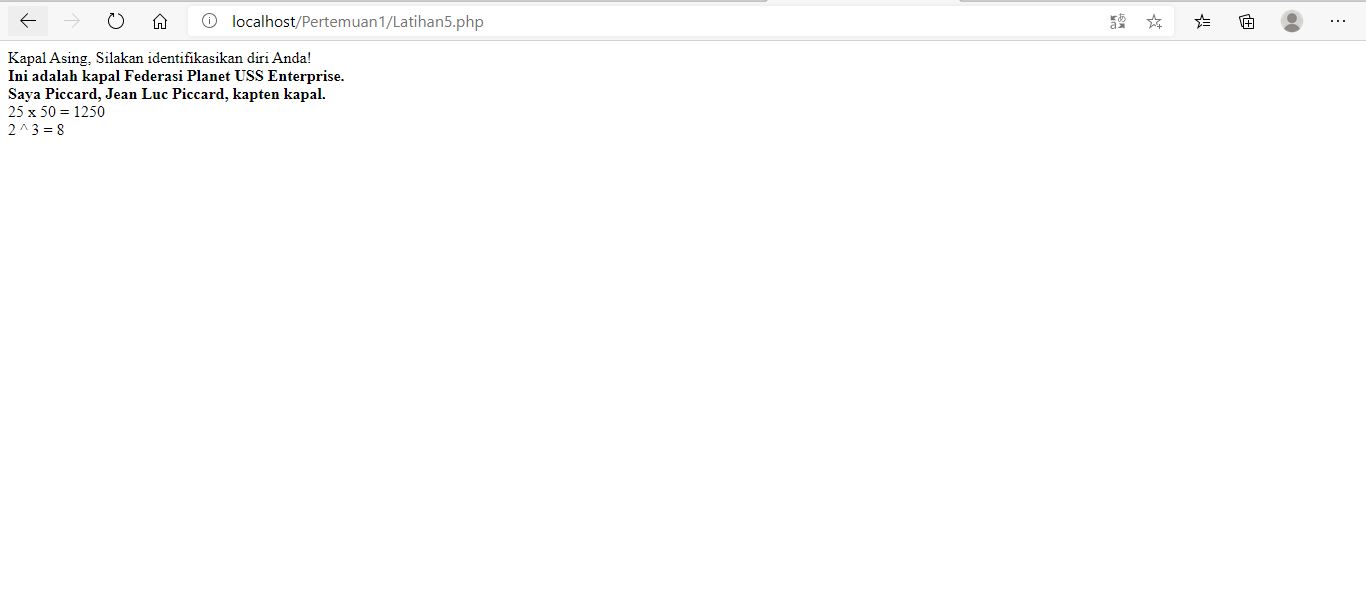 localhost/Pertemuan1/Latihan5.php
Kapal Asing, Silakan identifikasikan diri Anda!
Ini adalah kapal Federasi Planet USS Enterprise.
Saya Piccard, Jean Luc Piccard, kapten kapal.
25 x 50 = 1250
2 ^ 3 = 8